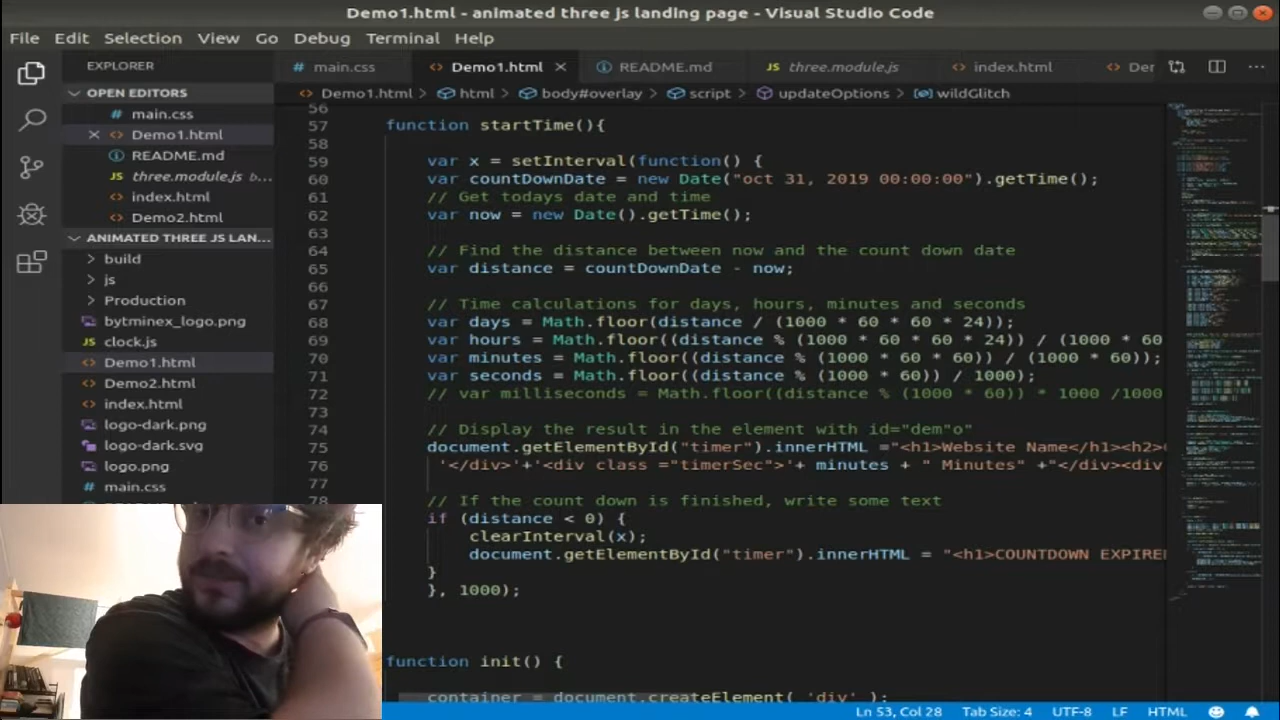 Demo1.html - animated three js landing page - Visual Studio Code
File Edit Selection View Go Debug Terminal Help
EXPLORER
OPEN EDITORS
main.css
Demo1.html
README.md
three.module.js b...
index.html
Demo2.html
ANIMATED THREE JS LAN...
build
js
Production
bytminex_logo.png
clock.js
Demo1.html
Demo2.html
index.html
logo-dark.png
logo-dark.svg
logo.png
main.css
main.css Demo1.html README.md three.module.js index.html Der
Demo1.html > html > body#overlay > script > updateOptions > wildGlitch
56
57 function startTime(){
58
59 var x = setInterval(function() {
60 var countDownDate = new Date("oct 31, 2019 00:00:00").getTime();
61 // Get todays date and time
62 var now = new Date().getTime();
63
64 // Find the distance between now and the count down date
65 var distance = countDownDate - now;
66
67 // Time calculations for days, hours, minutes and seconds
68 var days = Math.floor(distance / (1000 * 60 * 60 * 24));
69 var hours = Math.floor((distance % (1000 * 60 * 60 * 24)) / (1000 * 60
70 var minutes = Math.floor((distance % (1000 * 60 * 60)) / (1000 * 60));
71 var seconds = Math.floor((distance % (1000 * 60)) / 1000);
72 // var milliseconds = Math.floor((distance % (1000 * 60)) * 1000 /1000
73
74 // Display the result in the element with id="dem"o"
75 document.getElementById("timer").innerHTML ="<h1>Website Name</h1><h2>
76 '</div>'+'<div class ="timerSec">'+ minutes + " Minutes" +"</div><div
77
78 // If the count down is finished, write some text
if (distance < 0) {
clearInterval(x);
document.getElementById("timer").innerHTML = "<h1>COUNTDOWN EXPIRE
}
}, 1000);
function init() {
container = document.createElement( 'div' );
Ln 53, Col 28 Tab Size: 4 UTF-8 LF HTML